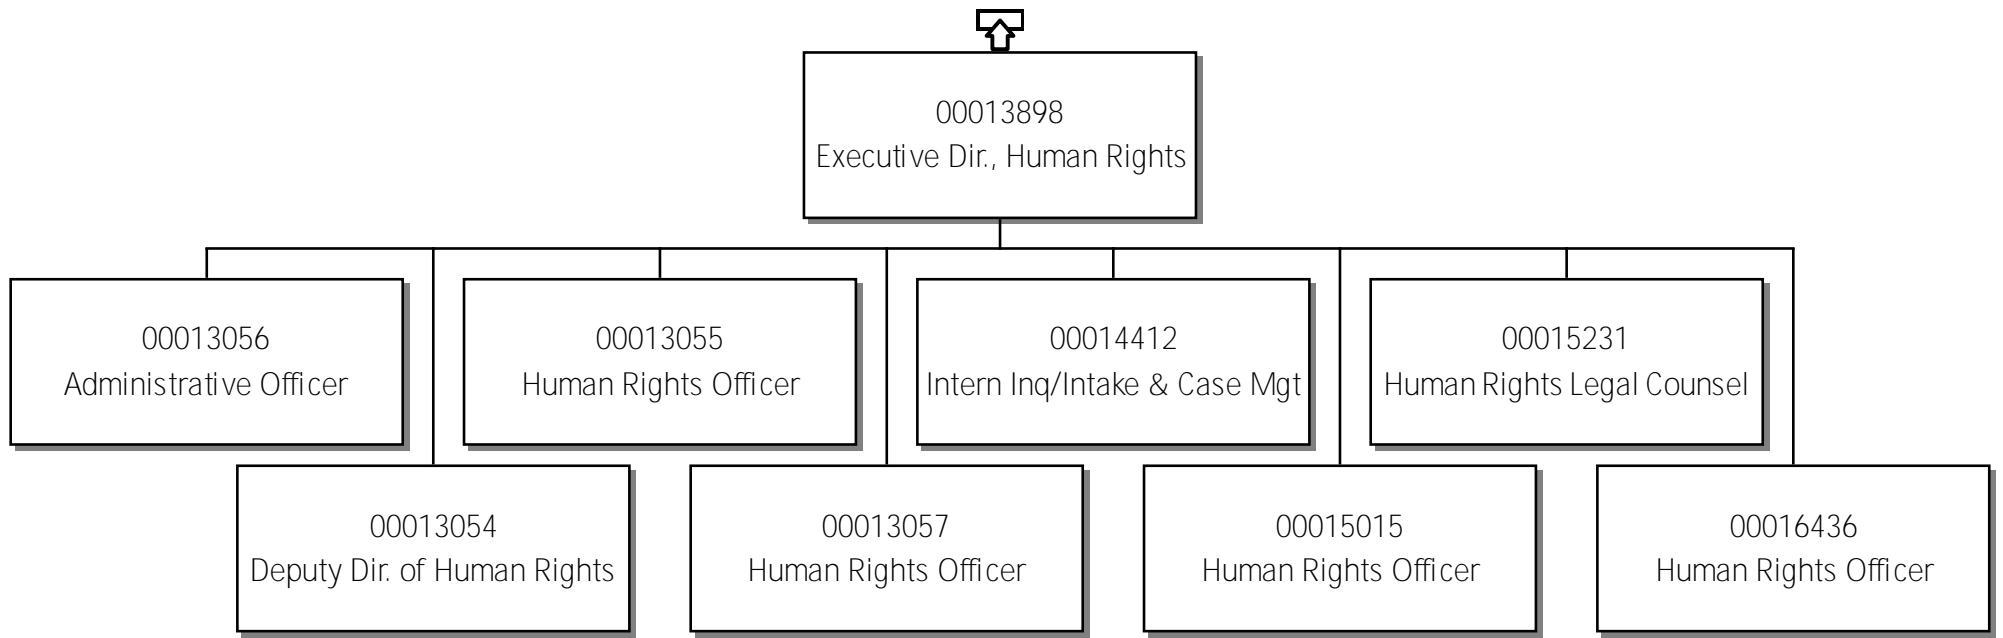 00013898
Executive Dir., Human Rights
00013056
Administrative Officer
00013055
Human Rights Officer
00014412
Intern Inq/Intake & Case Mgt
00015231
Human Rights Legal Counsel
00013054
Deputy Dir. of Human Rights
00013057
Human Rights Officer
00015015
Human Rights Officer
00016436
Human Rights Officer